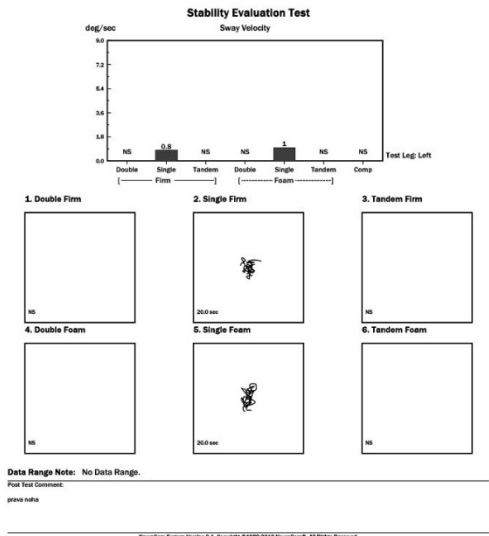 Stability Evaluation Test
deg/sec
Sway Velocity
9.0
7.2
5.4
3.6
1.8
0.0
NS 0.8 NS NS 1 NS NS
Test Leg: Left
Double Single Tandem Double Single Tandem Comp
[--------- Firm ---------] [----------- Foam ------------]
1. Double Firm 2. Single Firm 3. Tandem Firm
NS 20.0 sec NS
4. Double Foam 5. Single Foam 6. Tandem Foam
NS 20.0 sec NS
Data Range Note: No Data Range.
Post Test Comment:
prava noha